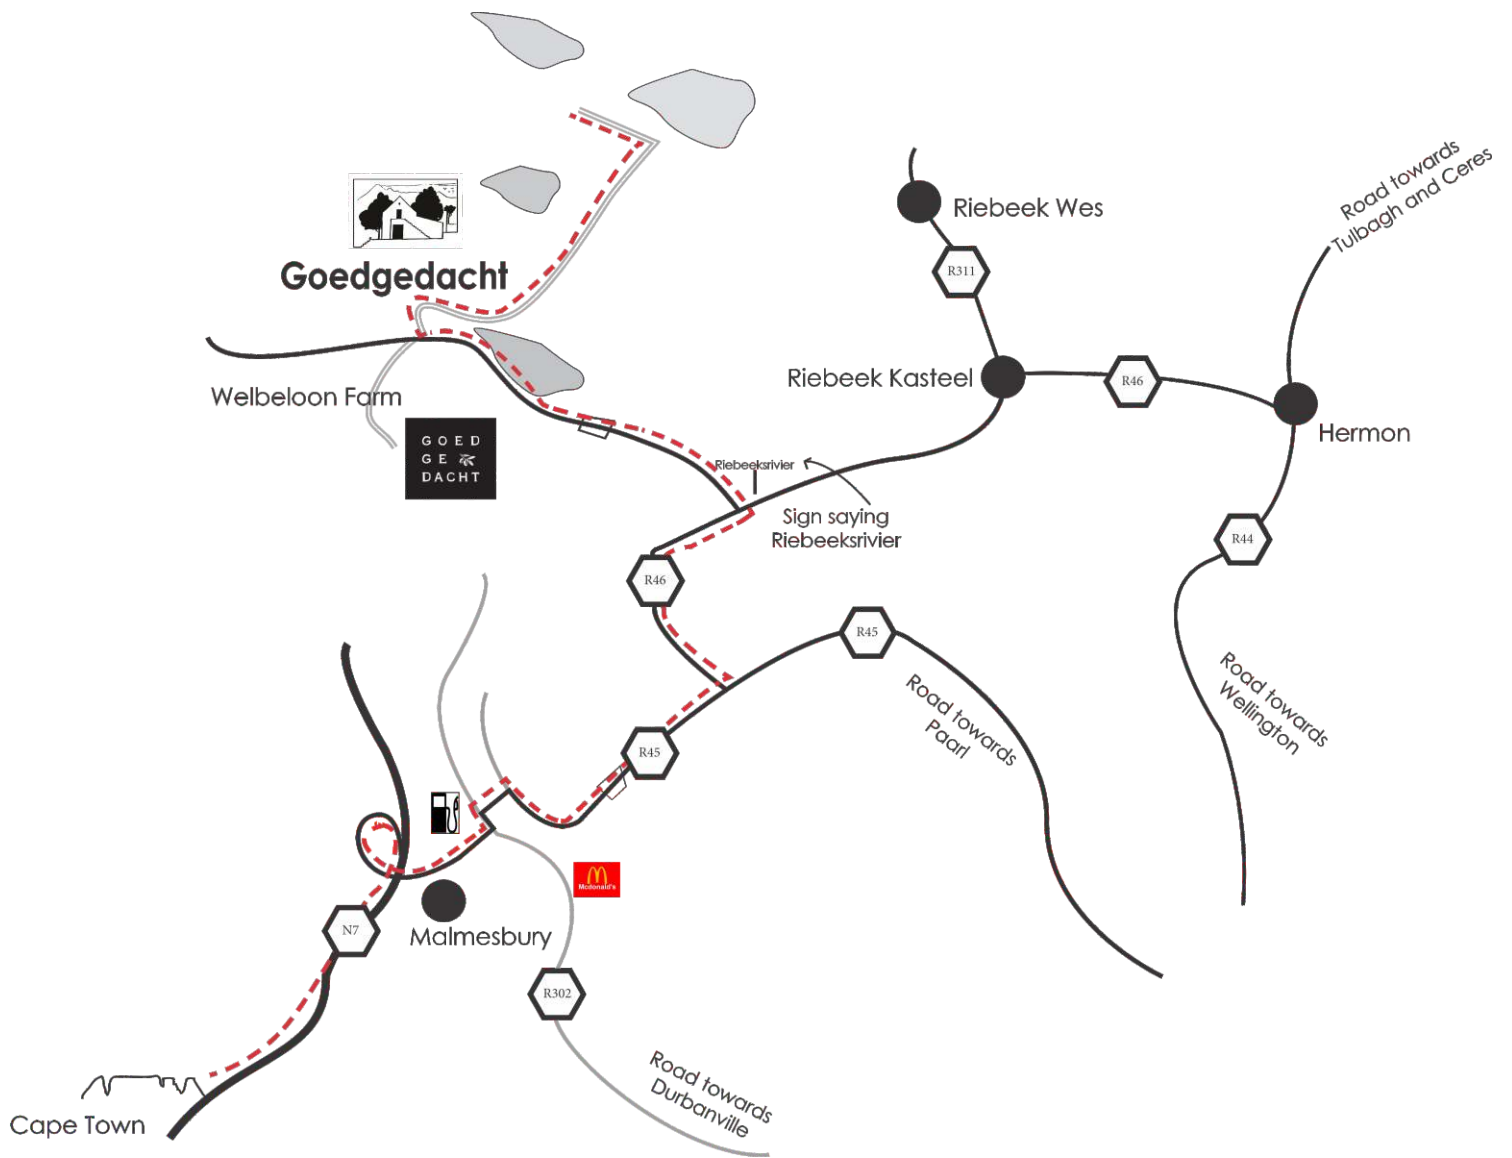 Road towards
Tulbagh and Ceres
Riebeek Wes
R311
Goedgedacht
Riebeek Kasteel
R46
Welbeloon Farm
Hermon
GOED
GE
DACHT
Riebeeksrivier
Sign saying
Riebeeksrivier
R44
R46
R45
Road towards
Paarl
Road towards
Wellington
R45
Mcdonald's
N7
Malmesbury
R302
Road towards
Durbanville
Cape Town